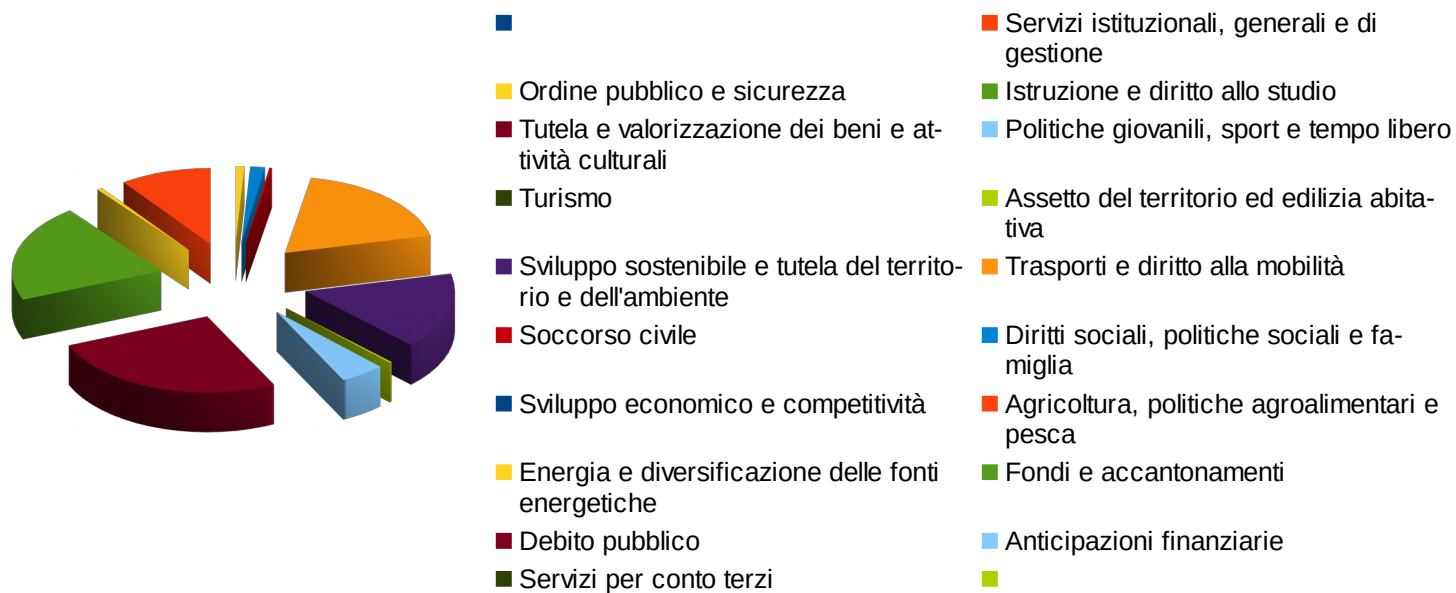 Servizi istituzionali, generali e di
gestione
Ordine pubblico e sicurezza
Istruzione e diritto allo studio
Tutela e valorizzazione dei beni e at-
tività culturali
Politiche giovanili, sport e tempo libero
Turismo
Assetto del territorio ed edilizia abita-
tiva
Sviluppo sostenibile e tutela del territo-
rio e dell'ambiente
Trasporti e diritto alla mobilità
Soccorso civile
Diritti sociali, politiche sociali e fa-
miglia
Sviluppo economico e competitività
Agricoltura, politiche agroalimentari e
pesca
Energia e diversificazione delle fonti
energetiche
Fondi e accantonamenti
Debito pubblico
Anticipazioni finanziarie
Servizi per conto terzi